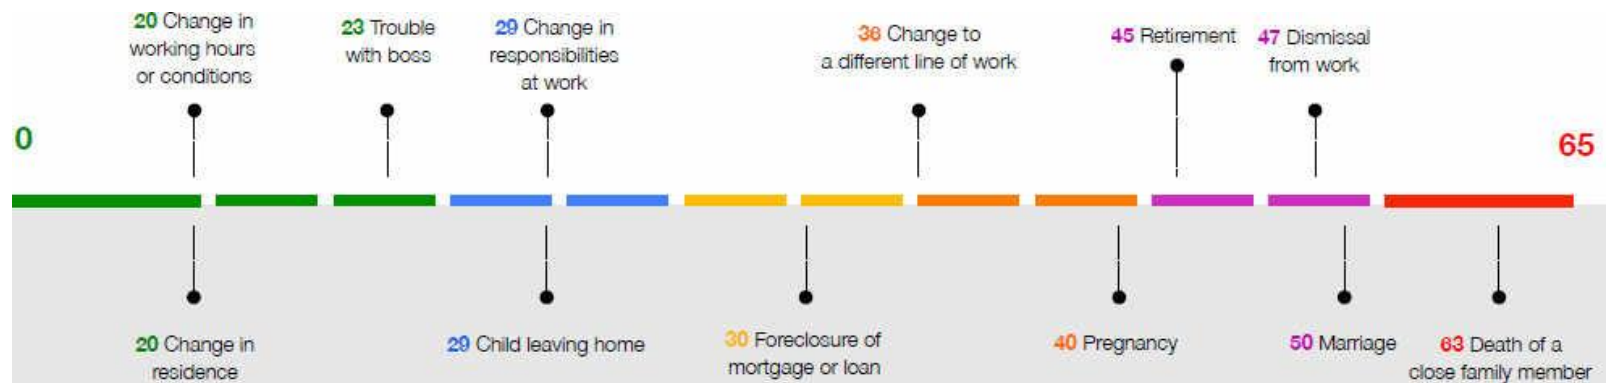 20 Change in
working hours
or conditions
23 Trouble
with boss
29 Change in
responsibilities
at work
36 Change to
a different line of work
45 Retirement
47 Dismissal
from work
0
65
20 Change in
residence
29 Child leaving home
30 Foreclosure of
mortgage or loan
40 Pregnancy
50 Marriage
63 Death of a
close family member